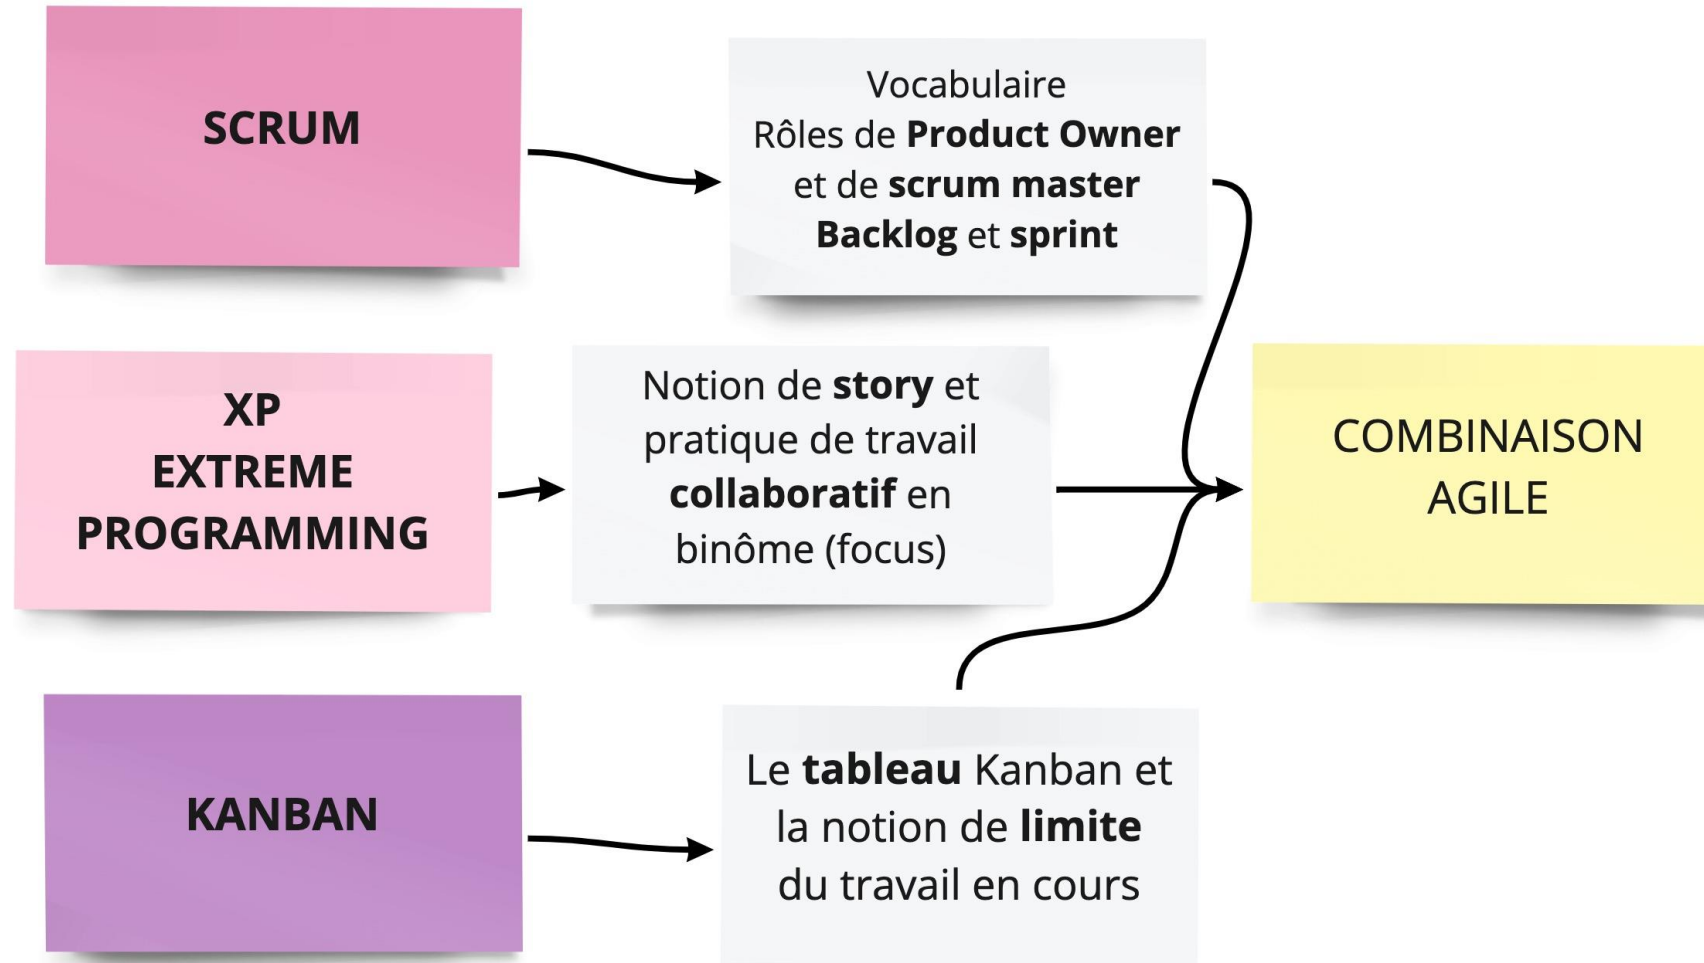 SCRUM
Vocabulaire
Rôles de Product Owner
et de scrum master
Backlog et sprint
XP
EXTREME
PROGRAMMING
Notion de story et
pratique de travail
collaboratif en
binôme (focus)
COMBINAISON
AGILE
KANBAN
Le tableau Kanban et
la notion de limite
du travail en cours